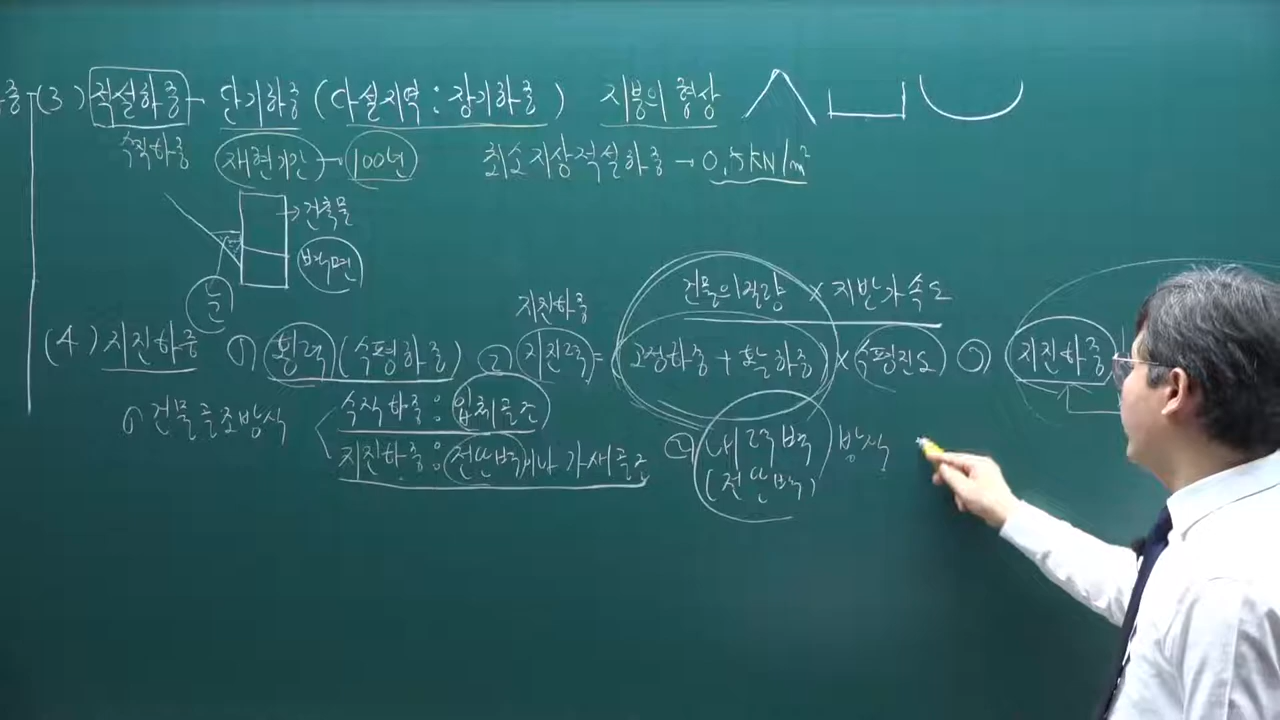 (3) 적설하중 - 단기하중 (다설지역 : 장기하중) 지붕의 형상
수직하중 재현기간 → 100년 최소지상적설하중 → 0.5kN/m²
→ 건축물
벽면
눈
지진하중 건물의 질량 × 지반가속도
(4) 지진하중 ① 횡력 (수평하중) ② 지진력 = 고정하중 + 활하중 × 수평진도 ③ 지진하중
건물골조방식 수직하중 : 입체골조
지진하중 : 전단벽이나 가새골조 내력벽 방식
(전단벽)